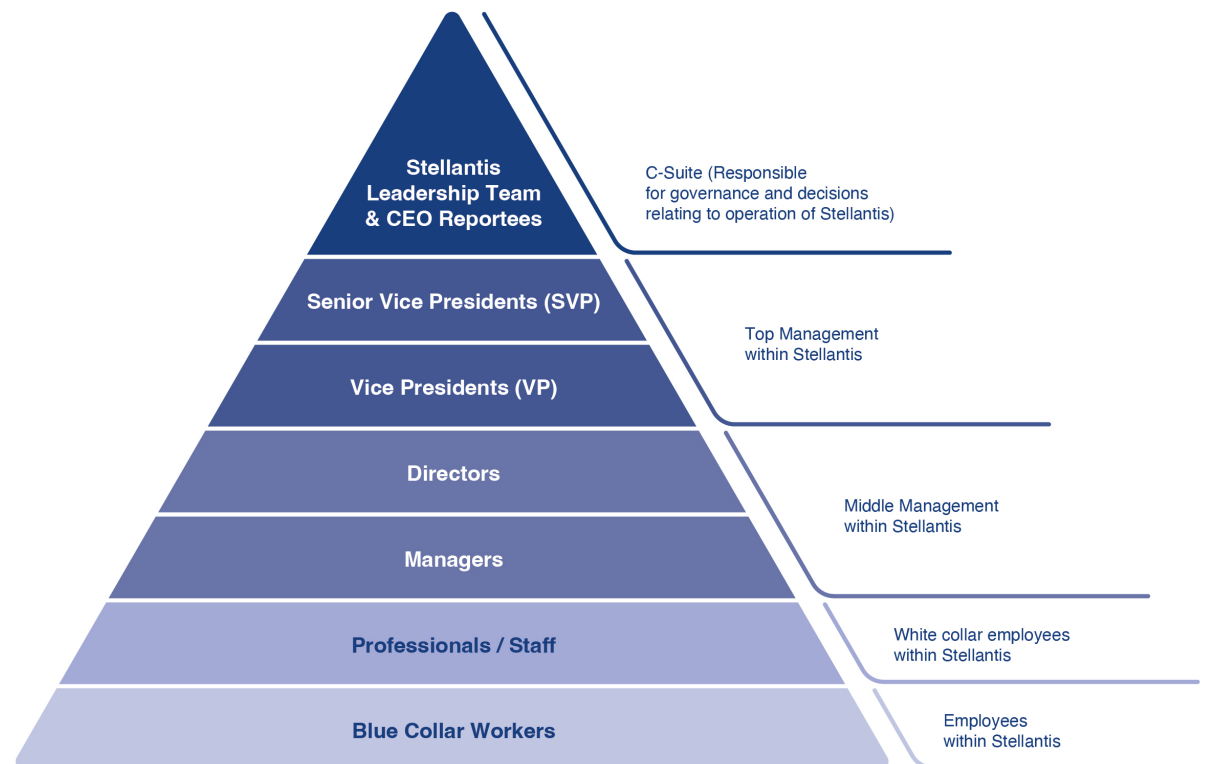 Stellantis
Leadership Team
& CEO Reportees
C-Suite (Responsible
for governance and decisions
relating to operation of Stellantis)
Senior Vice Presidents (SVP)
Vice Presidents (VP)
Top Management
within Stellantis
Directors
Managers
Middle Management
within Stellantis
Professionals / Staff
White collar employees
within Stellantis
Blue Collar Workers
Employees
within Stellantis